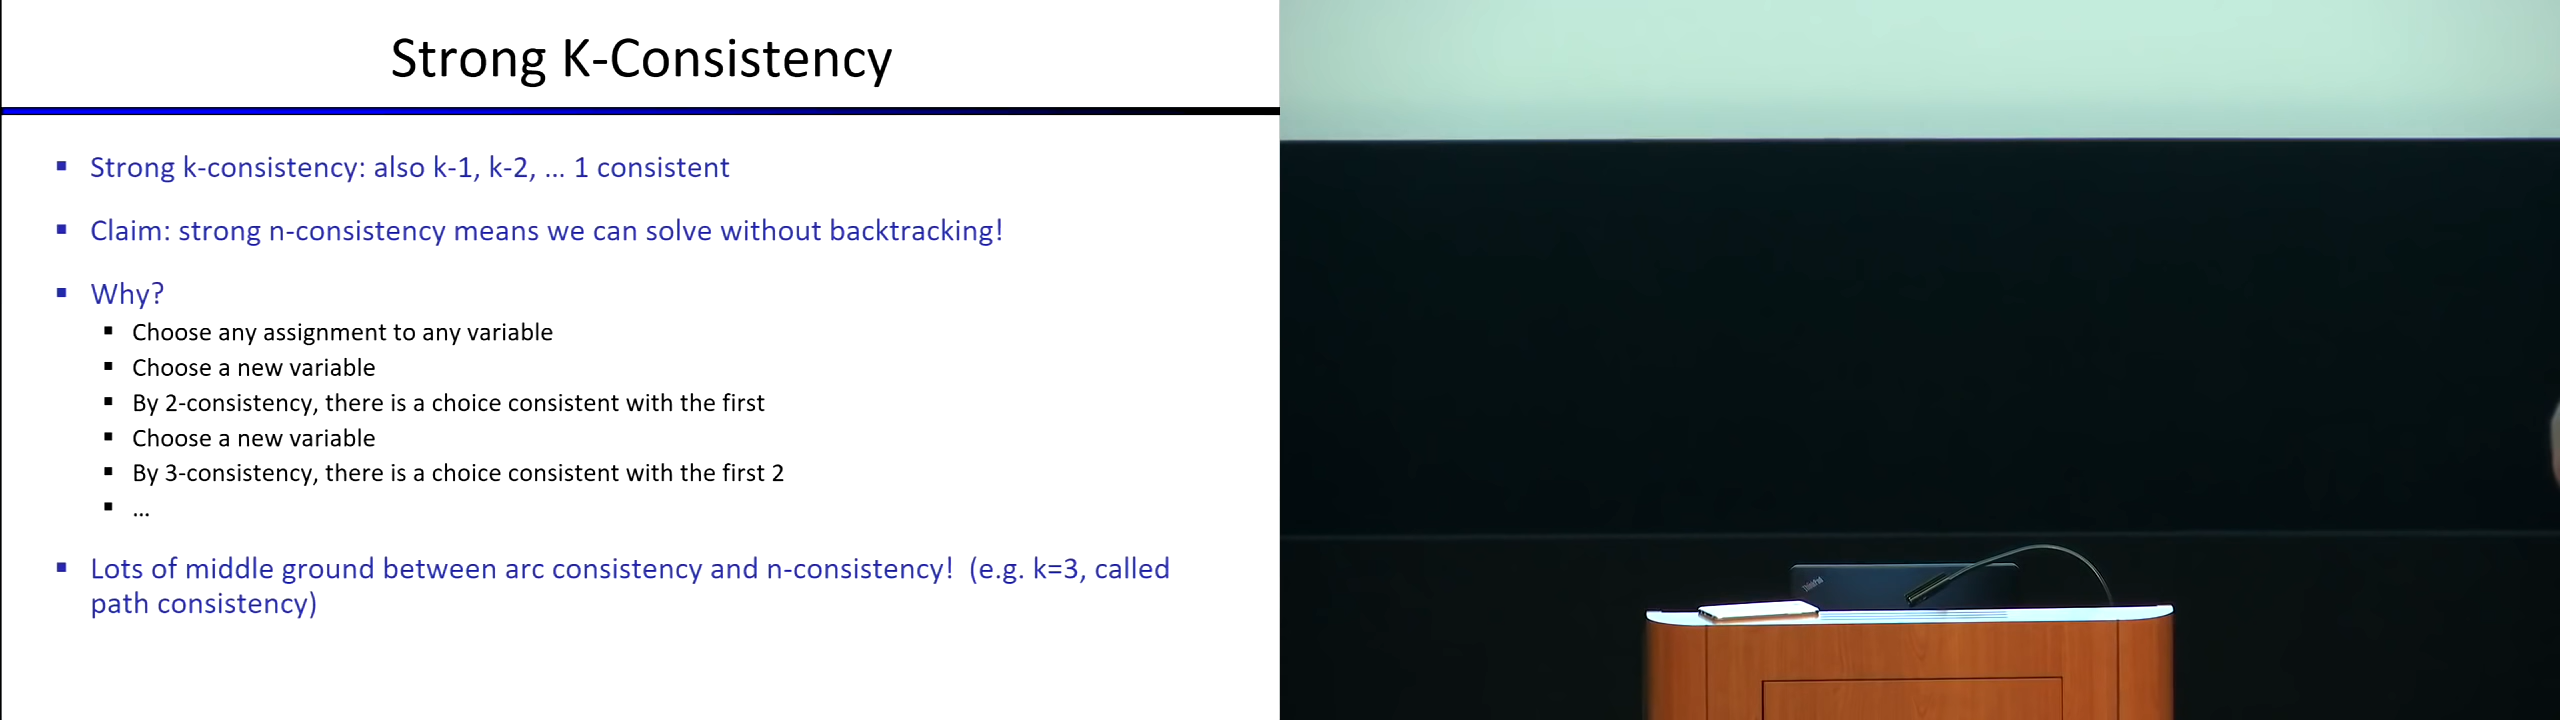 Strong K-Consistency
Strong k-consistency: also k-1, k-2, … 1 consistent
Claim: strong n-consistency means we can solve without backtracking!
Why?
Choose any assignment to any variable
Choose a new variable
By 2-consistency, there is a choice consistent with the first
Choose a new variable
By 3-consistency, there is a choice consistent with the first 2
…
Lots of middle ground between arc consistency and n-consistency!  (e.g. k=3, called
path consistency)
ThinkPad